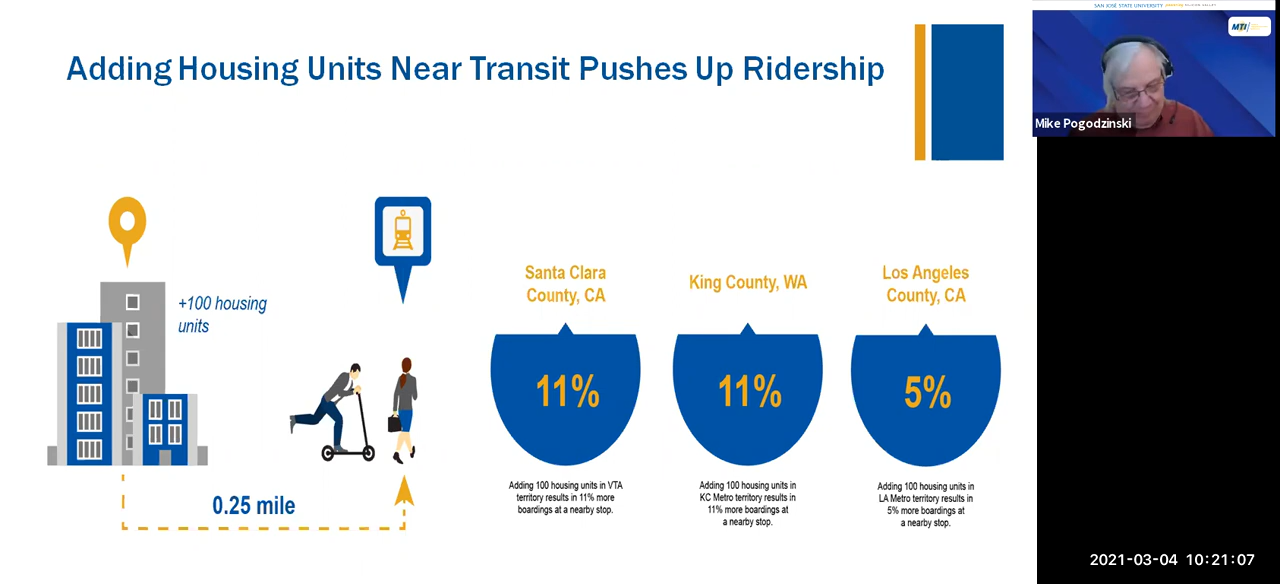 Adding Housing Units Near Transit Pushes Up Ridership
SAN JOSÉ STATE UNIVERSITY
MTI
Mike Pogodzinski
+100 housing
units
0.25 mile
Santa Clara
County, CA
11%
Adding 100 housing units in VTA
territory results in 11% more
boardings at a nearby stop.
King County, WA
11%
Adding 100 housing units in
KC Metro territory results in
11% more boardings at
a nearby stop.
Los Angeles
County, CA
5%
Adding 100 housing units in
LA Metro territory results in
5% more boardings at
a nearby stop.
2021-03-04 10:21:07